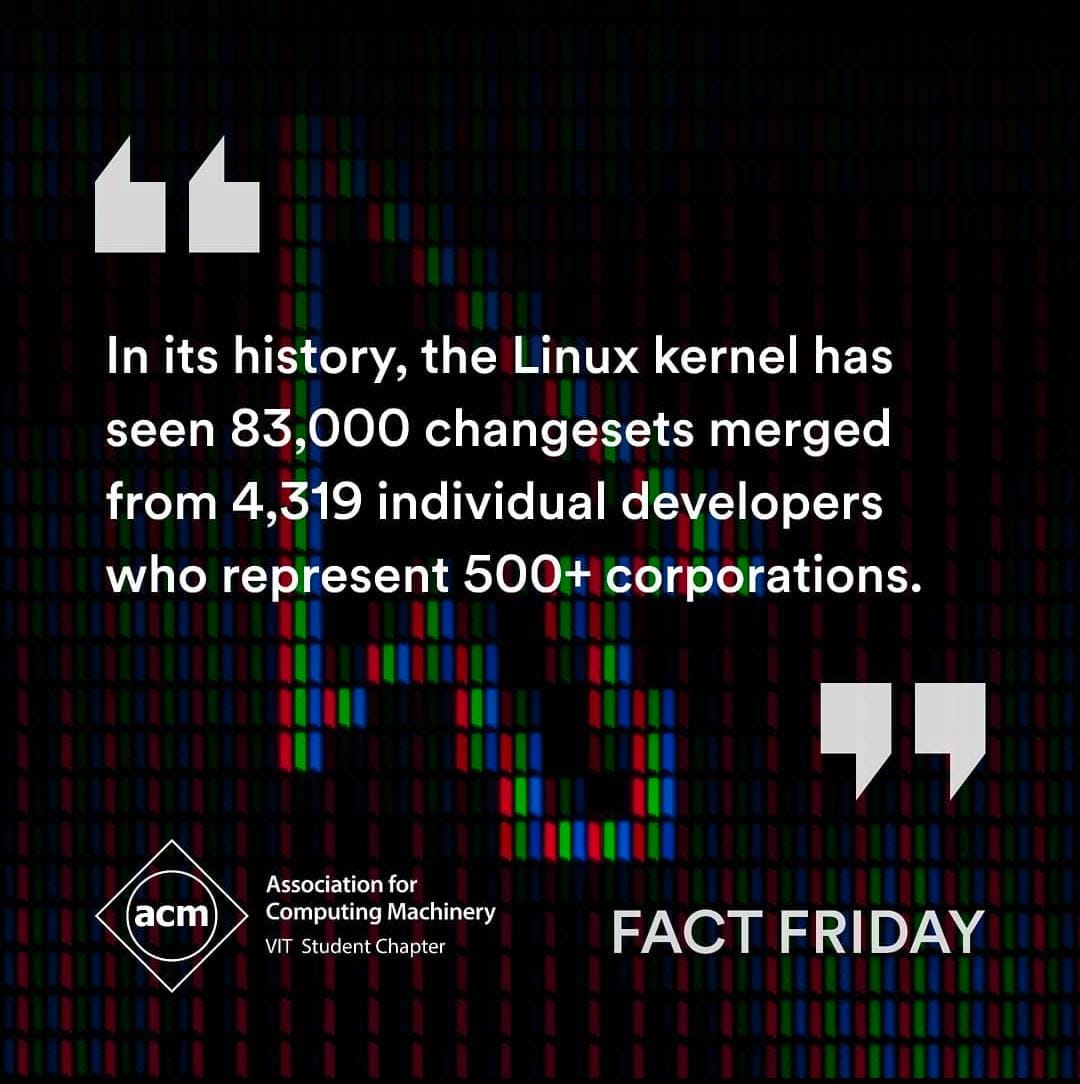 In its history, the Linux kernel has
seen 83,000 changesets merged
from 4,319 individual developers
who represent 500+ corporations.
acm
Association for
Computing Machinery
VIT Student Chapter
FACT FRIDAY